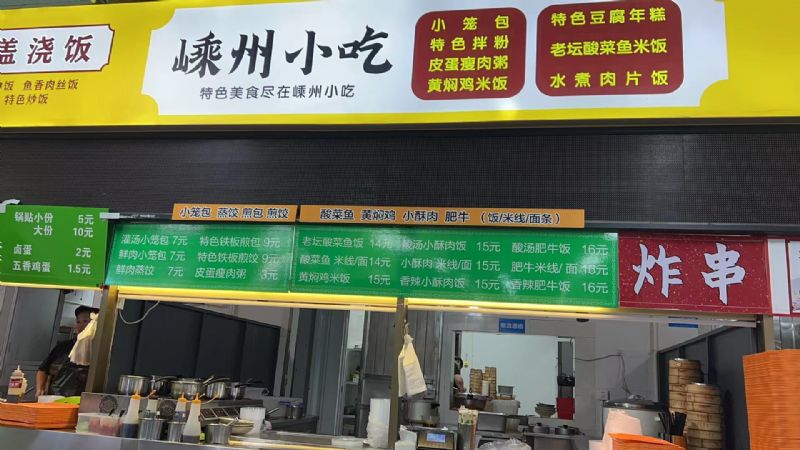 盖浇饭
饭 鱼香肉丝饭
特色炒饭
嵊州小吃
特色美食尽在嵊州小吃
小笼包
特色拌粉
皮蛋瘦肉粥
黄焖鸡米饭
特色豆腐年糕
老坛酸菜鱼米饭
水煮肉片饭
小笼包 蒸饺 煎包 煎饺
酸菜鱼 黄焖鸡 小酥肉 肥牛 (饭/米线/面条)
锅贴小份 5元
大份 10元
卤蛋 2元
五香鸡蛋 1.5元
灌汤小笼包 7元 特色铁板煎包 9元
鲜肉小笼包 7元 特色铁板煎饺 9元
鲜肉蒸饺 7元 皮蛋瘦肉粥 3元
老坛酸菜鱼饭 14元 酸汤小酥肉饭 15元 酸汤肥牛饭 16元
酸菜鱼 米线/面 14元 小酥肉 米线/面 15元 肥牛米线/面 16元
黄焖鸡米饭 15元 香辣小酥肉饭 15元 香辣肥牛饭 16元
炸串